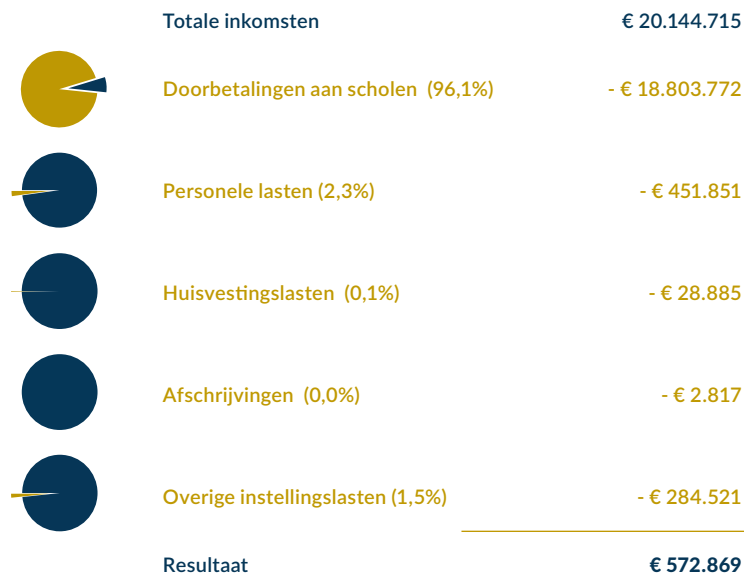 Totale inkomsten € 20.144.715
Doorbetalingen aan scholen (96,1%) - € 18.803.772
Personele lasten (2,3%) - € 451.851
Huisvestingslasten (0,1%) - € 28.885
Afschrijvingen (0,0%) - € 2.817
Overige instellingslasten (1,5%) - € 284.521
Resultaat € 572.869